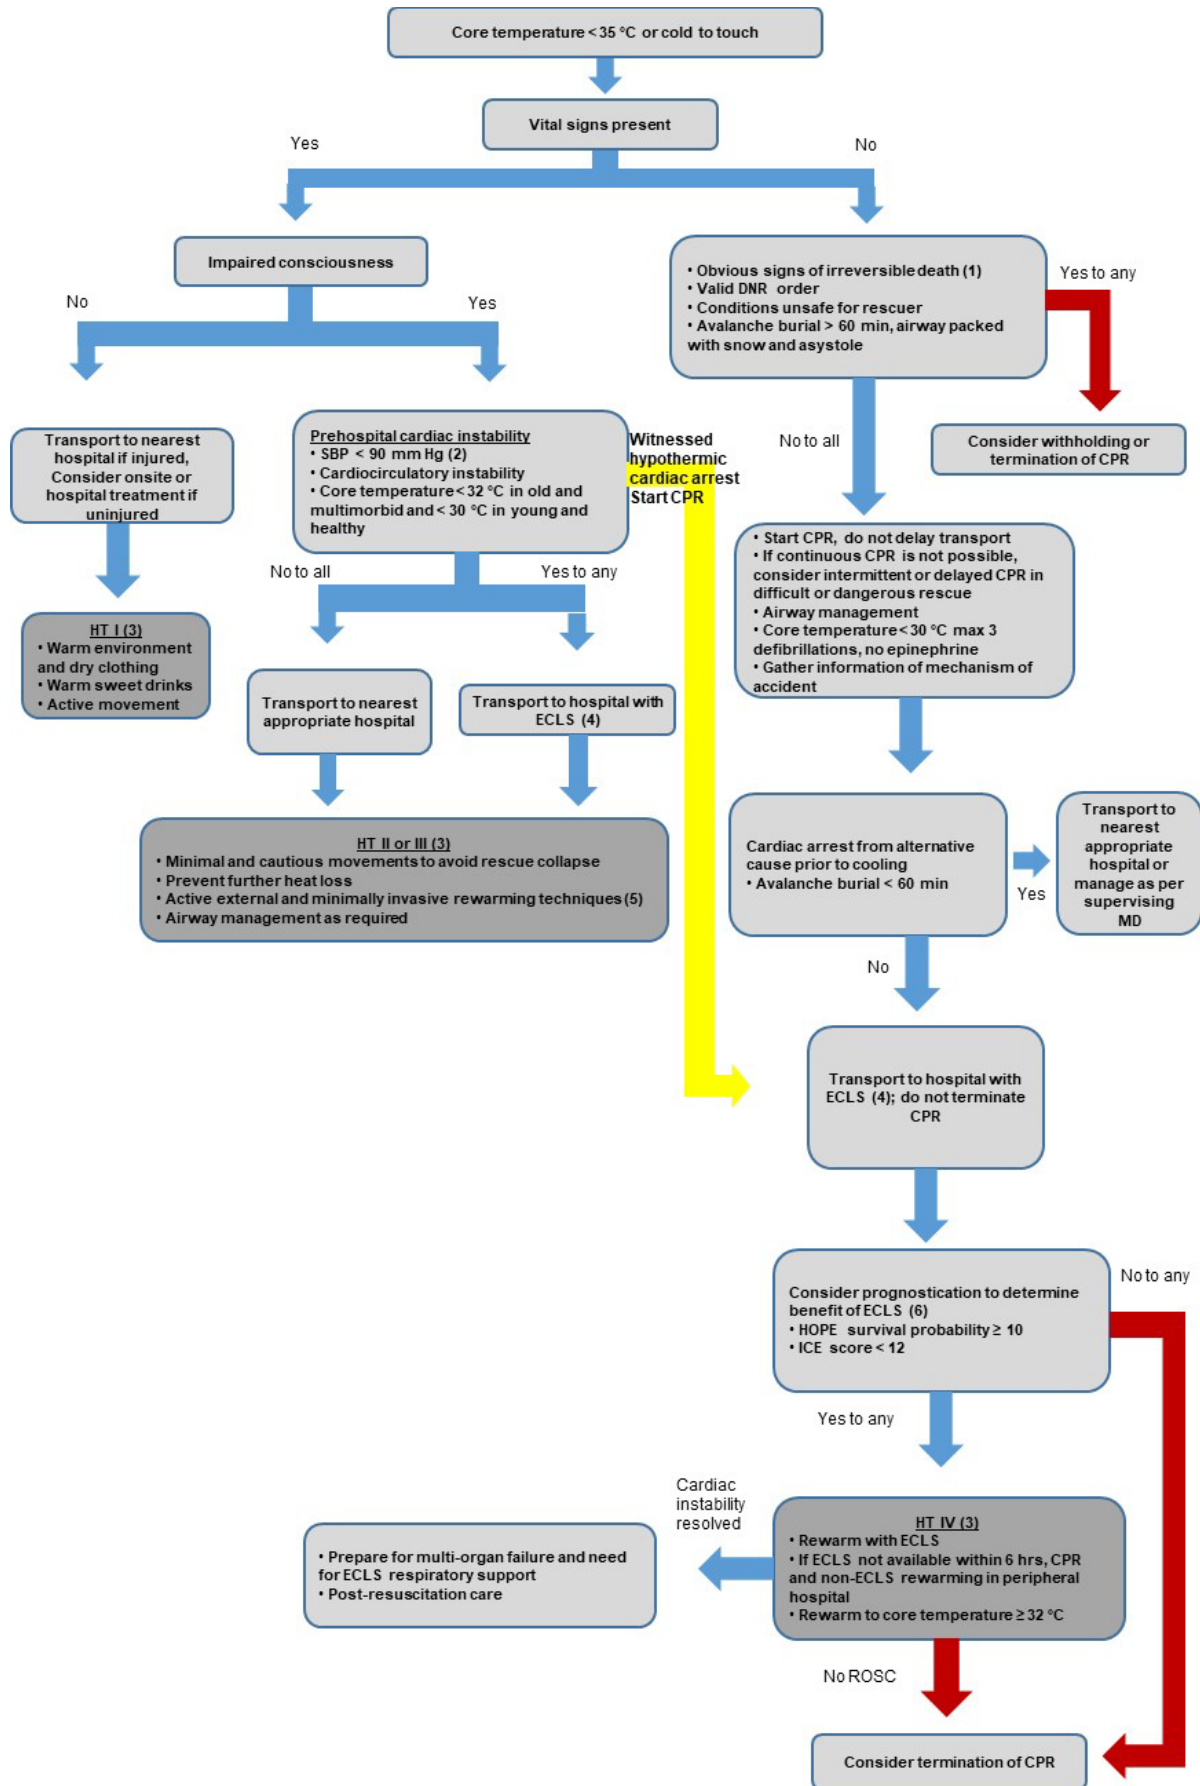 Core temperature < 35 °C or cold to touch
Vital signs present
Yes
No
Impaired consciousness
No
Yes
• Obvious signs of irreversible death (1)
• Valid DNR order
• Conditions unsafe for rescuer
• Avalanche burial > 60 min, airway packed
with snow and asystole
Yes to any
Consider withholding or
termination of CPR
Transport to nearest
hospital if injured,
Consider onsite or
hospital treatment if
uninjured
Prehospital cardiac instability
• SBP < 90 mm Hg (2)
• Cardiocirculatory instability
• Core temperature < 32 °C in old and
multimorbid and < 30 °C in young and
healthy
Witnessed
hypothermic
cardiac arrest
Start CPR
No to all
No to all
Yes to any
• Start CPR, do not delay transport
• If continuous CPR is not possible,
consider intermittent or delayed CPR in
difficult or dangerous rescue
• Airway management
• Core temperature < 30 °C max 3
defibrillations, no epinephrine
• Gather information of mechanism of
accident
HT I (3)
• Warm environment
and dry clothing
• Warm sweet drinks
• Active movement
Transport to nearest
appropriate hospital
Transport to hospital with
ECLS (4)
HT II or III (3)
• Minimal and cautious movements to avoid rescue collapse
• Prevent further heat loss
• Active external and minimally invasive rewarming techniques (5)
• Airway management as required
Cardiac arrest from alternative
cause prior to cooling
• Avalanche burial < 60 min
Yes
Transport to
nearest
appropriate
hospital or
manage as per
supervising
MD
No
Transport to hospital with
ECLS (4); do not terminate
CPR
Consider prognostication to determine
benefit of ECLS (6)
• HOPE survival probability ≥ 10
• ICE score < 12
No to any
Yes to any
Cardiac
instability
resolved
HT IV (3)
• Rewarm with ECLS
• If ECLS not available within 6 hrs, CPR
and non-ECLS rewarming in peripheral
hospital
• Rewarm to core temperature ≥ 32 °C
• Prepare for multi-organ failure and need
for ECLS respiratory support
• Post-resuscitation care
No ROSC
Consider termination of CPR